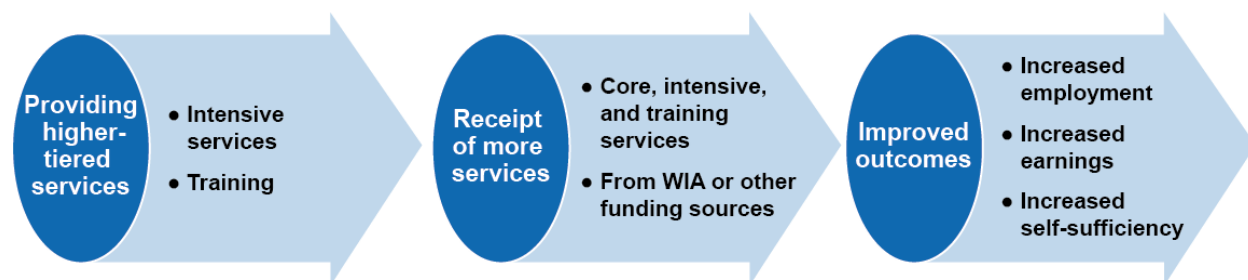 Providing
higher-
tiered
services
● Intensive
services
● Training
Receipt
of more
services
● Core, intensive,
and training
services
● From WIA or other
funding sources
Improved
outcomes
● Increased
employment
● Increased
earnings
● Increased
self-sufficiency